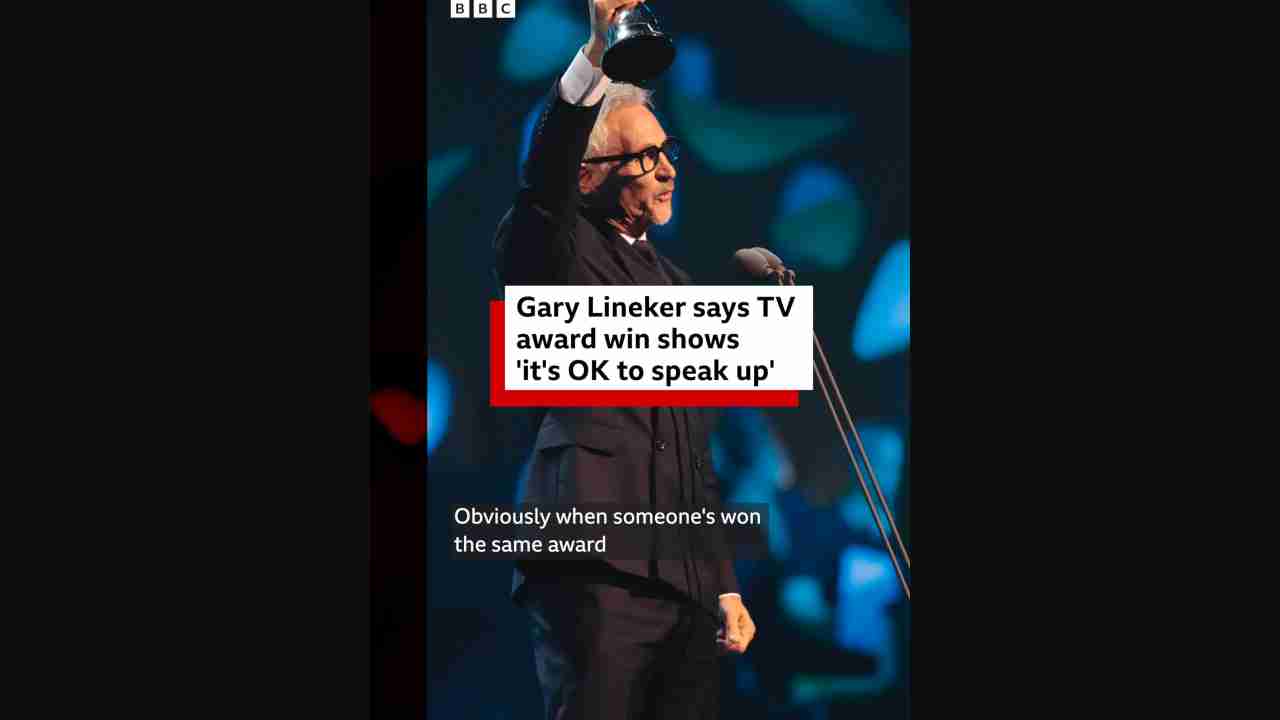 BBC
Gary Lineker says TV
award win shows
'it's OK to speak up'
Obviously when someone's won
the same award